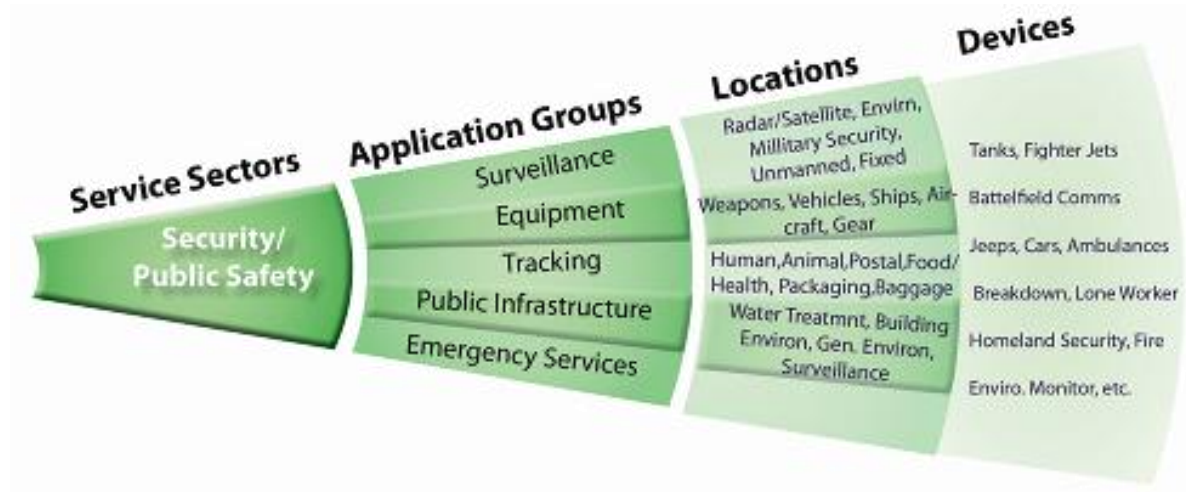 Service Sectors
Security/
Public Safety
Application Groups
Surveillance
Equipment
Tracking
Public Infrastructure
Emergency Services
Locations
Radar/Satellite, Envirn,
Millitary Security,
Unmanned, Fixed
Weapons, Vehicles, Ships, Air-
craft, Gear
Human,Animal,Postal,Food/
Health, Packaging,Baggage
Water Treatmnt, Building
Environ, Gen. Environ,
Surveillance
Devices
Tanks, Fighter Jets
Battelfield Comms
Jeeps, Cars, Ambulances
Breakdown, Lone Worker
Homeland Security, Fire
Enviro. Monitor, etc.